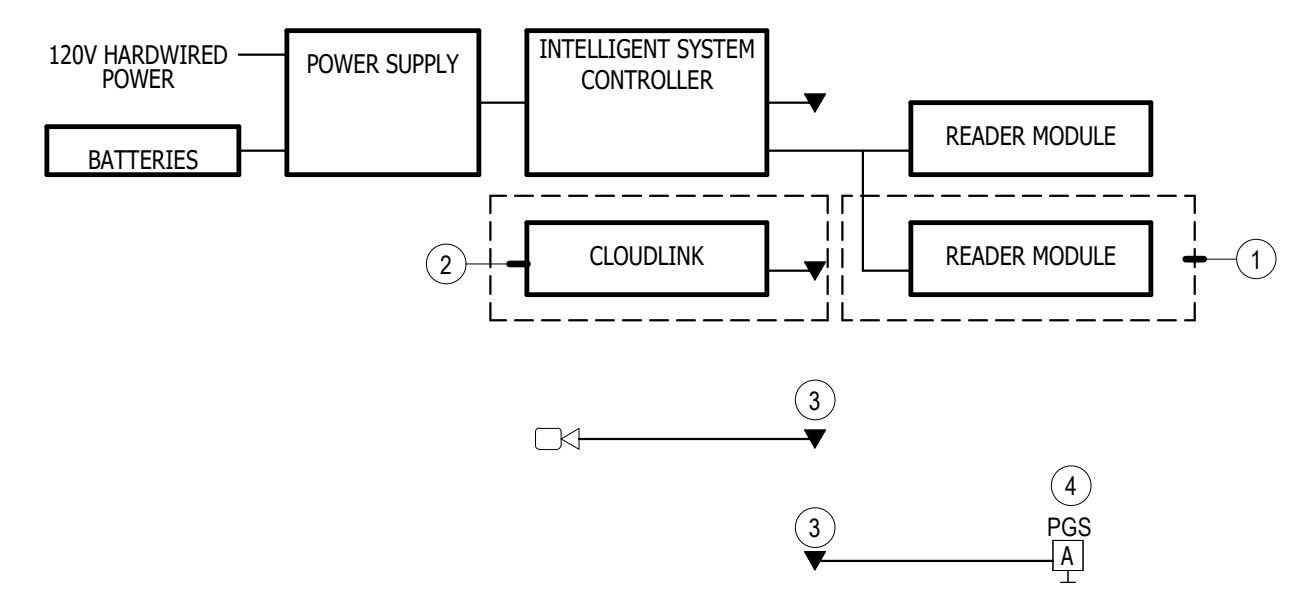 120V HARDWIRED
POWER
POWER SUPPLY
INTELLIGENT SYSTEM
CONTROLLER
BATTERIES
READER MODULE
2
CLOUDLINK
READER MODULE
1
3
4
3
PGS
A